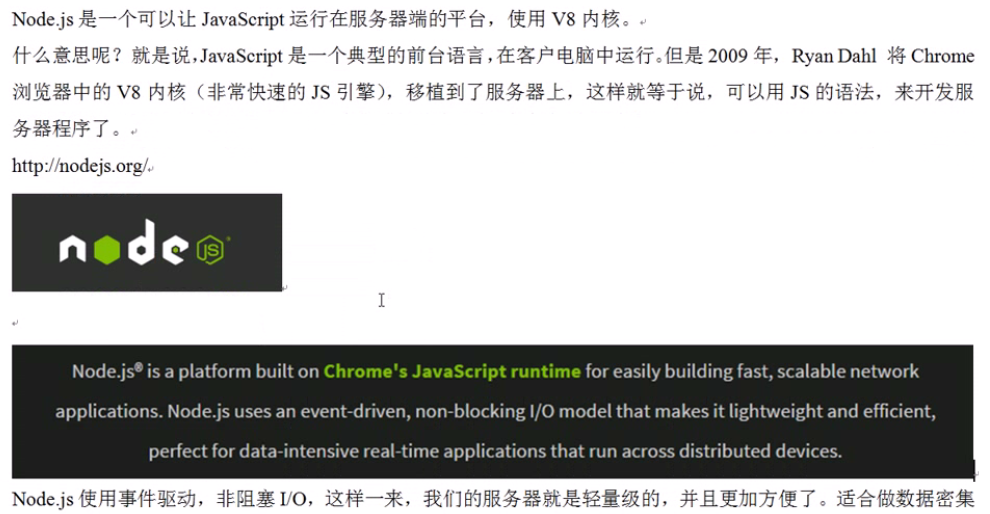 Node.js 是一个可以让 JavaScript 运行在服务器端的平台，使用 V8 内核。
什么意思呢？就是说，JavaScript 是一个典型的前台语言，在客户电脑中运行。但是 2009 年，Ryan Dahl 将 Chrome
浏览器中的 V8 内核（非常快速的 JS 引擎），移植到了服务器上，这样就等于说，可以用 JS 的语法，来开发服
务器程序了。
http://nodejs.org/
node JS
Node.js® is a platform built on Chrome's JavaScript runtime for easily building fast, scalable network
applications. Node.js uses an event-driven, non-blocking I/O model that makes it lightweight and efficient,
perfect for data-intensive real-time applications that run across distributed devices.
Node.js 使用事件驱动，非阻塞 I/O，这样一来，我们的服务器就是轻量级的，并且更加方便了。适合做数据密集